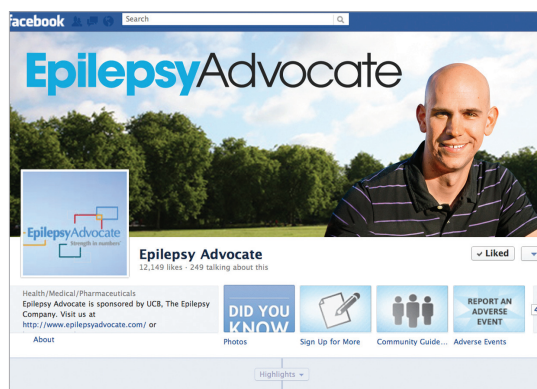 facebook
Search
EpilepsyAdvocate
EpilepsyAdvocate
Strength in numbers
Epilepsy Advocate
12,149 likes · 249 talking about this
✓ Liked
Health/Medical/Pharmaceuticals
Epilepsy Advocate is sponsored by UCB, The Epilepsy
Company. Visit us at
http://www.epilepsyadvocate.com/ or
About
DID YOU
KNOW
Photos
Sign Up for More
Community Guide...
REPORT AN
ADVERSE
EVENT
Adverse Events
4
Highlights